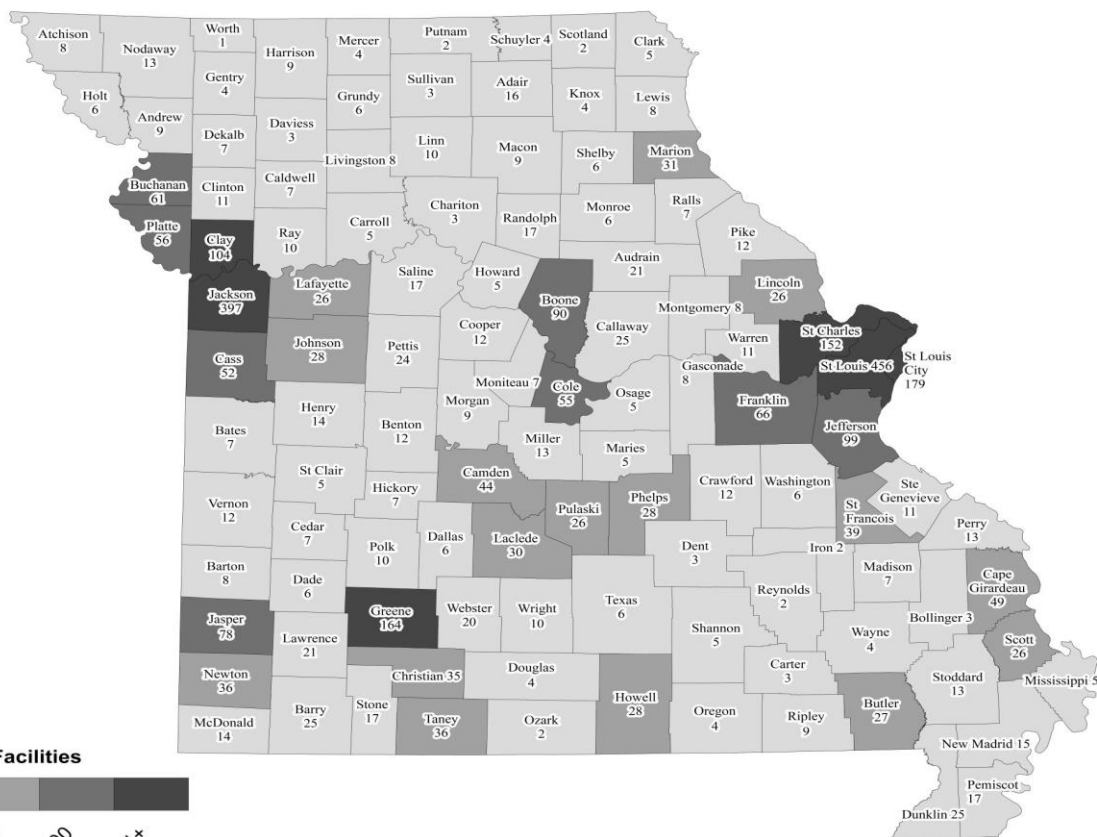 Atchison
8
Nodaway
13
Worth
1
Harrison
9
Mercer
4
Putnam
2
Schuyler 4
Scotland
2
Clark
5
Holt
6
Andrew
9
Gentry
4
Dekalb
7
Daviess
3
Grundy
6
Sullivan
3
Adair
16
Knox
4
Lewis
8
Livingston 8
Linn
10
Macon
9
Shelby
6
Marion
31
Buchanan
61
Clinton
11
Caldwell
7
Platte
56
Clay
104
Ray
10
Carroll
5
Chariton
3
Randolph
17
Monroe
6
Ralls
7
Pike
12
Jackson
397
Lafayette
26
Saline
17
Howard
5
Boone
90
Audrain
21
Montgomery 8
Lincoln
26
Cass
52
Johnson
28
Pettis
24
Cooper
12
Callaway
25
Warren
11
St Charles
152
St Louis 456
St Louis
City
179
Moniteau 7
Cole
55
Osage
5
Gasconade
8
Franklin
66
Jefferson
99
Bates
7
Henry
14
Benton
12
Morgan
9
Miller
13
Maries
5
Vernon
12
St Clair
5
Hickory
7
Camden
44
Pulaski
26
Phelps
28
Crawford
12
Washington
6
St
Francois
39
Ste
Genevieve
11
Perry
13
Cedar
7
Polk
10
Dallas
6
Laclede
30
Dent
3
Iron 2
Madison
7
Cape
Girardeau
49
Barton
8
Dade
6
Greene
164
Webster
20
Wright
10
Texas
6
Reynolds
2
Bollinger 3
Jasper
78
Lawrence
21
Shannon
5
Wayne
4
Scott
26
Newton
36
Christian 35
Douglas
4
Howell
28
Carter
3
Stoddard
13
Mississippi 5
McDonald
14
Barry
25
Stone
17
Taney
36
Ozark
2
Oregon
4
Ripley
9
Butler
27
New Madrid 15
Pemiscot
17
Dunklin 25
Facilities